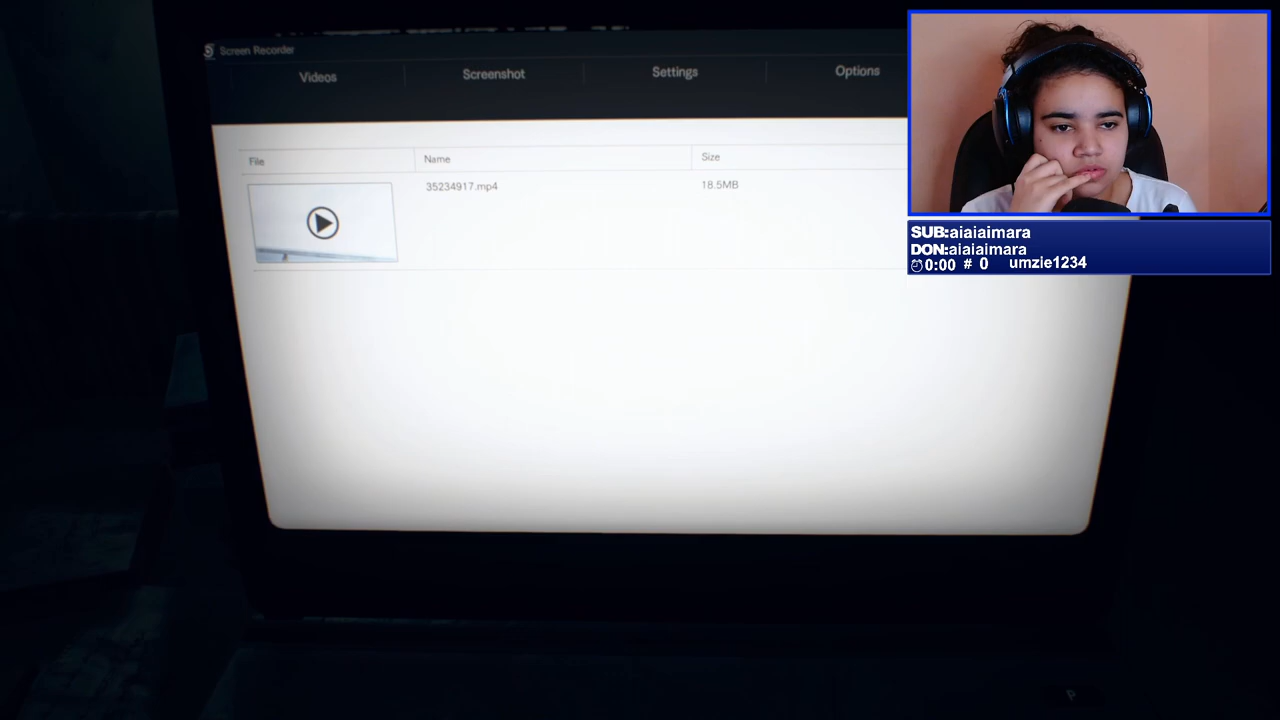 Screen Recorder
Videos Screenshot Settings Options
File Name Size
35234917.mp4 18.5MB
SUB:aiaiaimara
DON:aiaiaimara
0:00 # 0 umzie1234
P